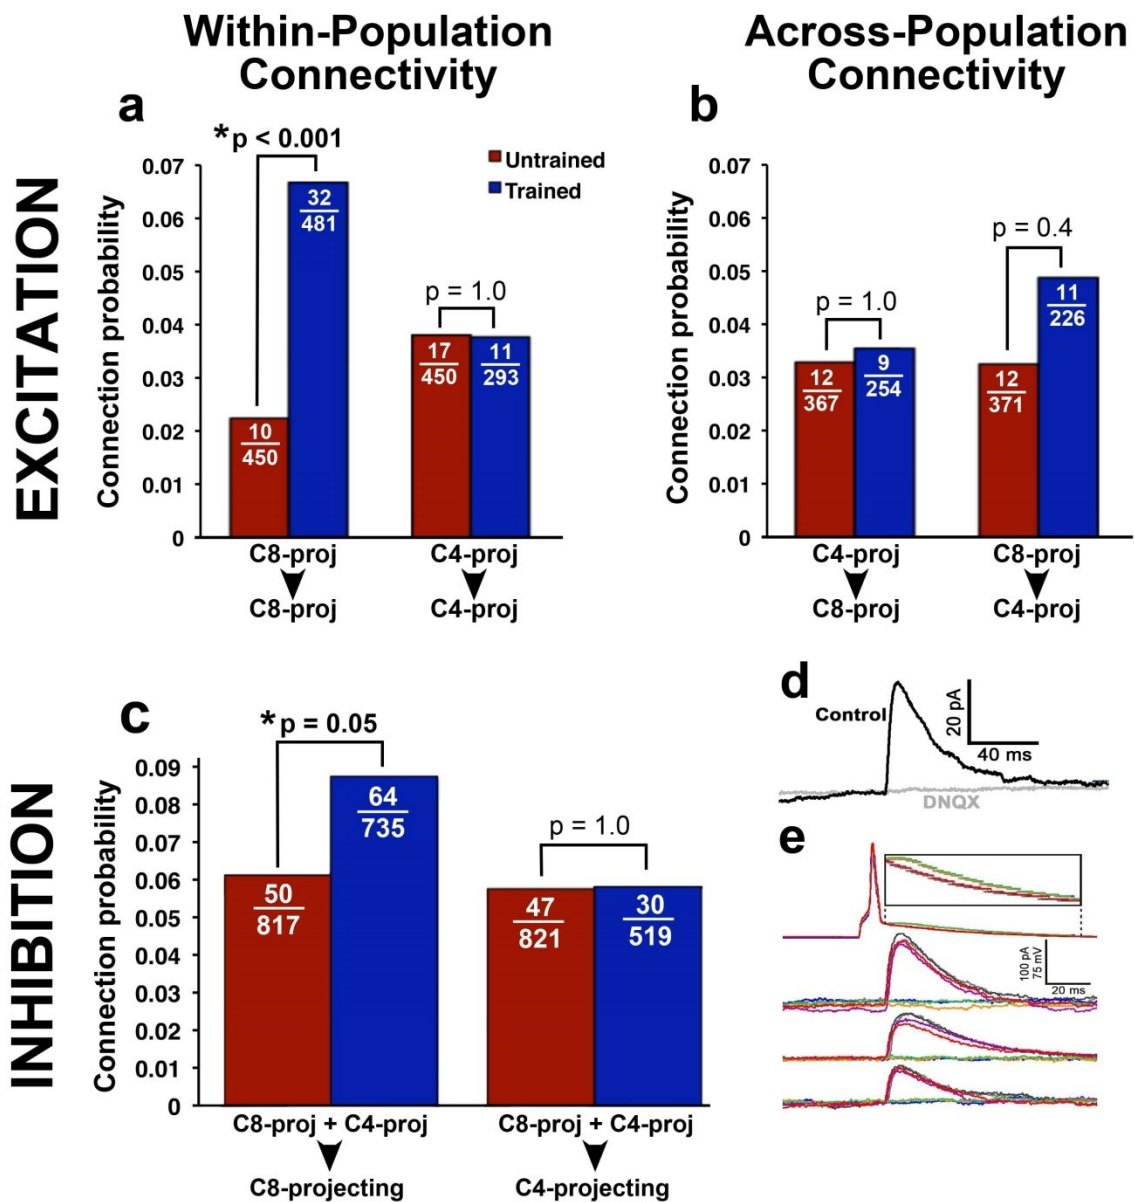 Within-Population
Connectivity
Across-Population
Connectivity
EXCITATION
a
*p < 0.001
Untrained
Trained
Connection probability
0.07
0.06
0.05
0.04
0.03
0.02
0.01
0
10
450
32
481
p = 1.0
17
450
11
293
C8-proj
C8-proj
C4-proj
C4-proj
b
Connection probability
0.07
0.06
0.05
0.04
0.03
0.02
0.01
0
p = 1.0
12
367
9
254
p = 0.4
12
371
11
226
C4-proj
C8-proj
C8-proj
C4-proj
INHIBITION
c
*p = 0.05
Connection probability
0.09
0.08
0.07
0.06
0.05
0.04
0.03
0.02
0.01
0
50
817
64
735
p = 1.0
47
821
30
519
C8-proj + C4-proj
C8-projecting
C8-proj + C4-proj
C4-projecting
d
Control
20 pA
40 ms
DNQX
e
100 pA
75 mV
20 ms